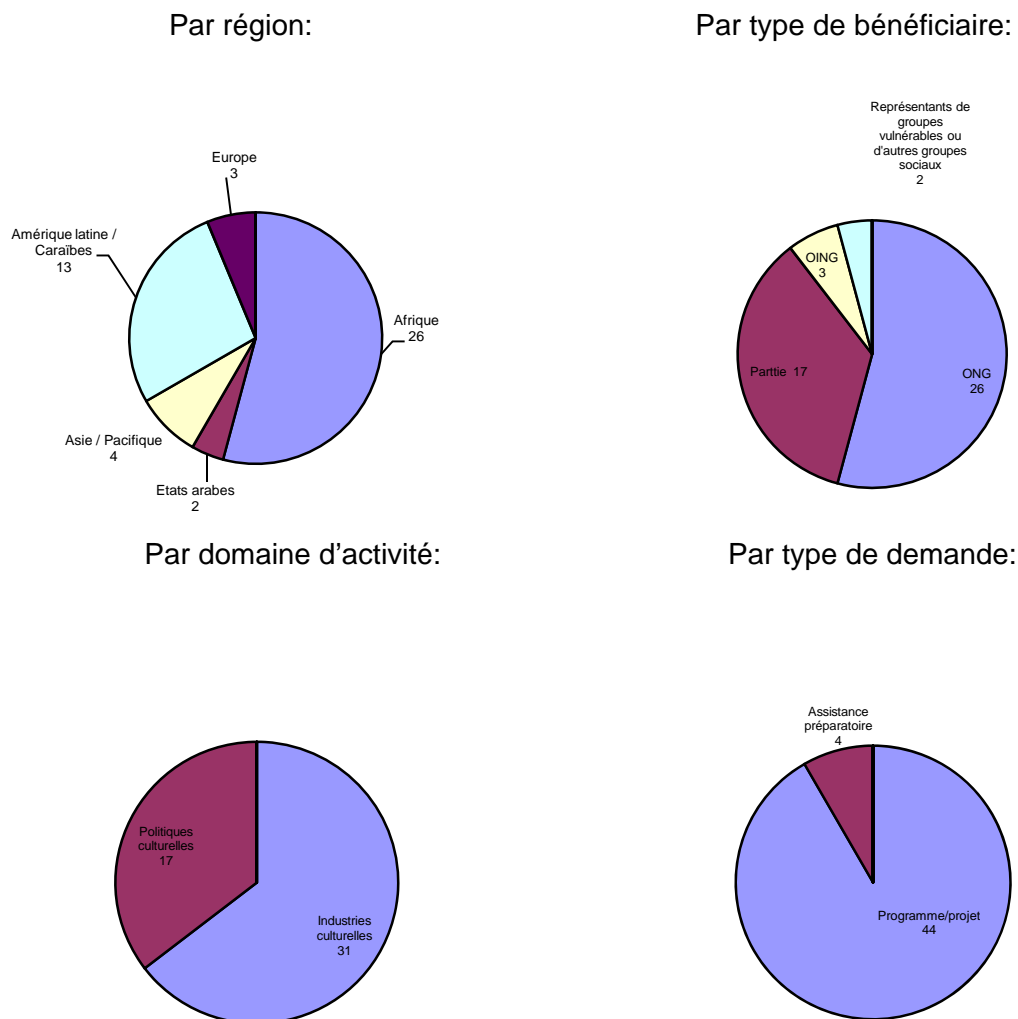 Par région:
Par type de bénéficiaire:
Europe
3
Amérique latine /
Caraïbes
13
Afrique
26
Asie / Pacifique
4
Etats arabes
2
Représentants de
groupes
vulnérables ou
d'autres groupes
sociaux
2
OING
3
Parttie 17
ONG
26
Par domaine d'activité:
Par type de demande:
Politiques
culturelles
17
Industries
culturelles
31
Assistance
préparatoire
4
Programme/projet
44